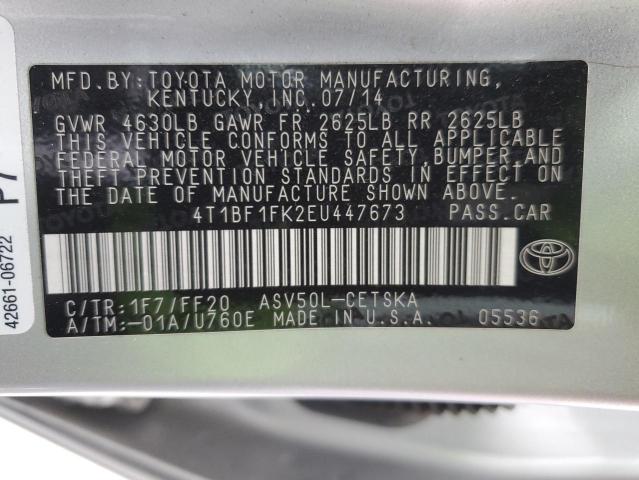 MFD.BY:TOYOTA MOTOR MANUFACTURING,
KENTUCKY,INC.07/14
GVWR 4630LB GAWR FR 2625LB RR 2625LB
THIS VEHICLE CONFORMS TO ALL APPLICABLE
FEDERAL MOTOR VEHICLE SAFETY,BUMPER,AND
THEFT PREVENTION STANDARDS IN EFFECT ON
THE DATE OF MANUFACTURE SHOWN ABOVE.
4T1BF1FK2EU447673 PASS.CAR
C/TR:1F7/FF20 ASV50L-CETSKA
A/TM:-01A/U760E MADE IN U.S.A. 05536
42661-06722